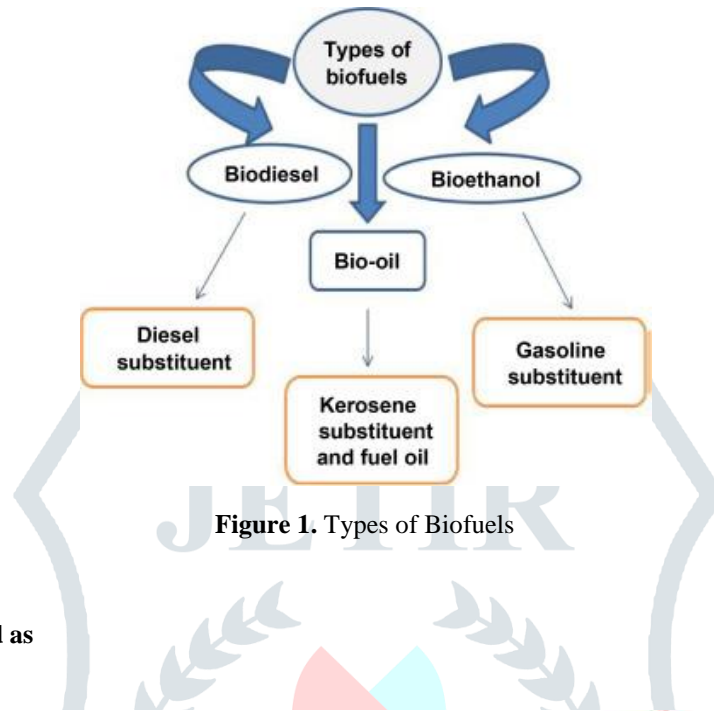 Types of
biofuels
Biodiesel
Bioethanol
Bio-oil
Diesel
substituent
Gasoline
substituent
Kerosene
substituent
and fuel oil
JETIR
Figure 1. Types of Biofuels
as